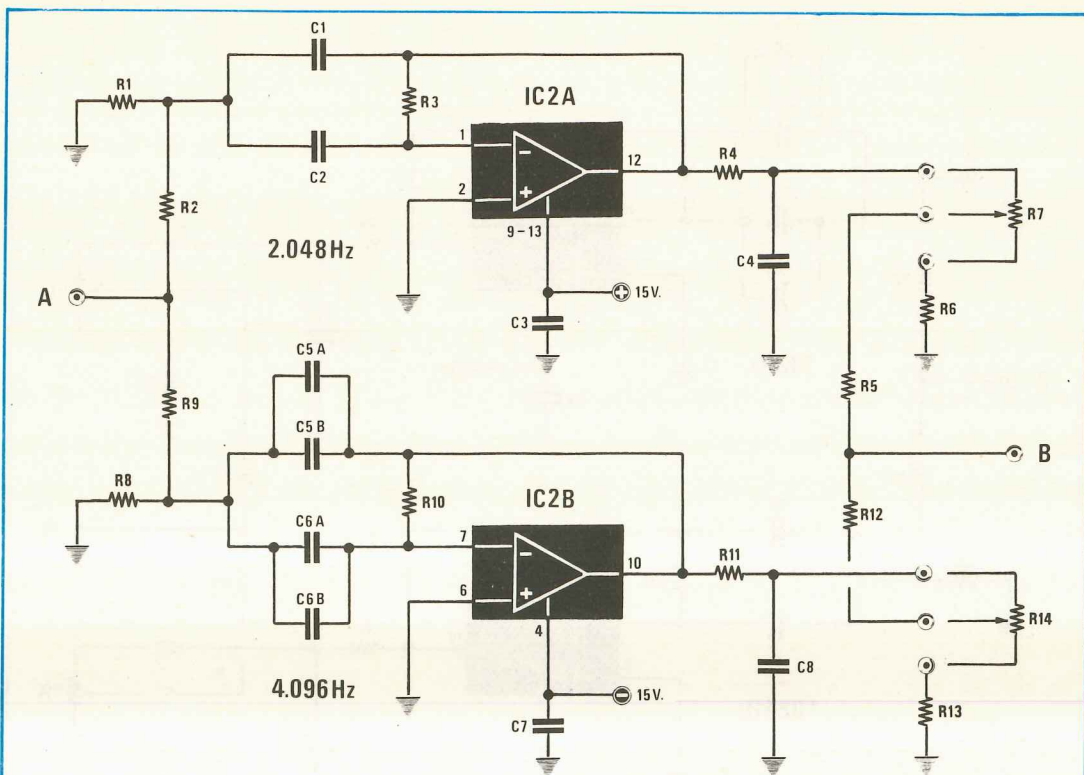 C1
R1
R3
IC2A
1
12
R4
C2
2
R2
9-13
R7
2.048Hz
C4
A
15V.
C3
R6
C5A
R9
R5
C5B
B
R8
R10
IC2B
R12
C6A
7
10
R11
6
C6B
4
R14
C8
4.096Hz
15V.
C7
R13